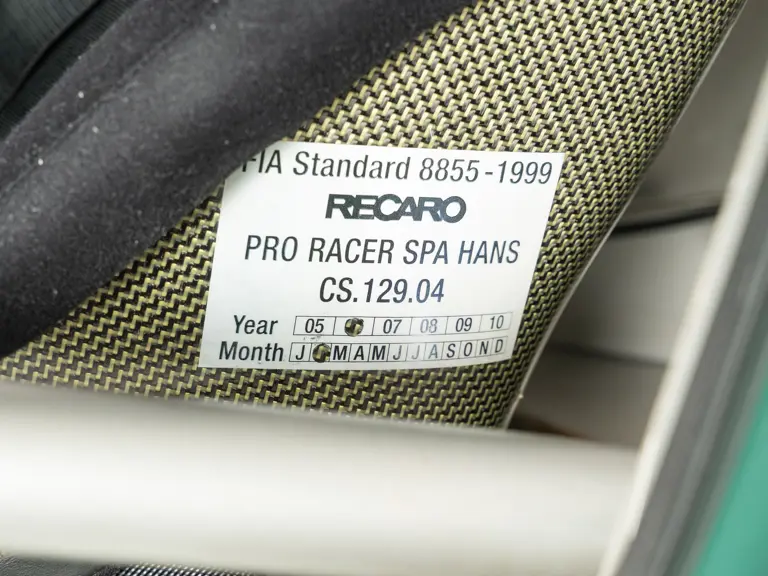 FIA Standard 8855-1999
RECARO
PRO RACER SPA HANS
CS.129.04
Year 05 07 08 09 10
Month J M A M J J A S O N D